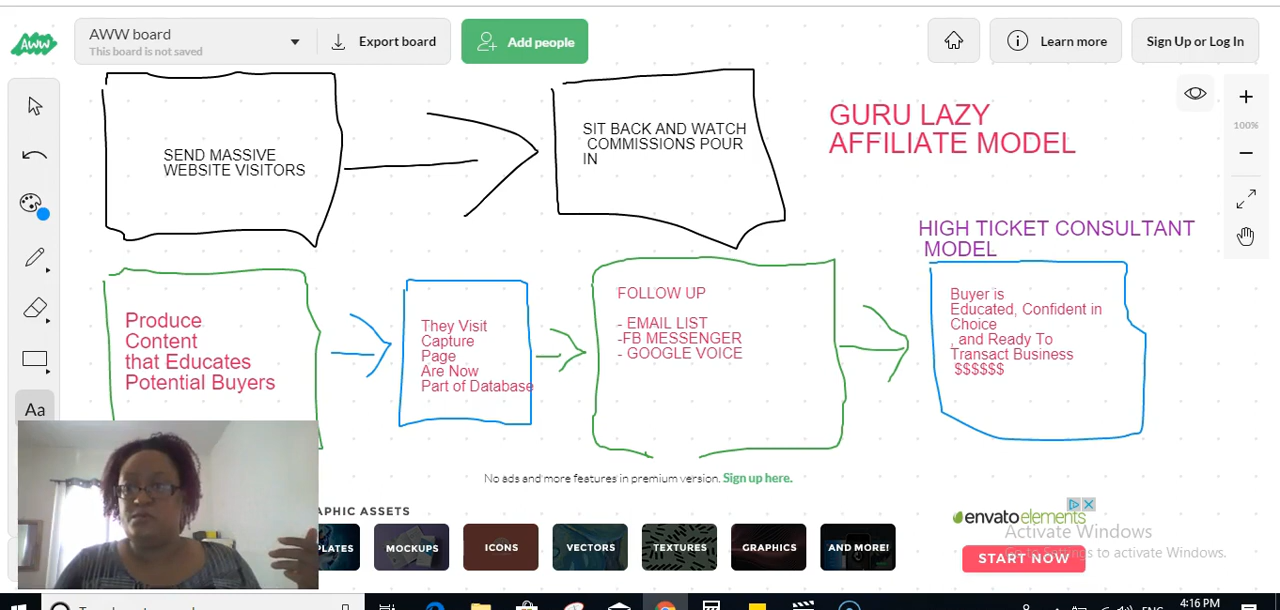 AWW
AWW board
This board is not saved
Export board
Add people
Learn more
Sign Up or Log In
100%
SEND MASSIVE
WEBSITE VISITORS
SIT BACK AND WATCH
COMMISSIONS POUR
IN
GURU LAZY
AFFILIATE MODEL
HIGH TICKET CONSULTANT
MODEL
Produce
Content
that Educates
Potential Buyers
They Visit
Capture
Page
Are Now
Part of Database
FOLLOW UP
- EMAIL LIST
-FB MESSENGER
- GOOGLE VOICE
Buyer is
Educated, Confident in
Choice
, and Ready To
Transact Business
$$$$$$
Aa
No ads and more features in premium version. Sign up here.
APHIC ASSETS
PLATES
MOCKUPS
ICONS
VECTORS
TEXTURES
GRAPHICS
AND MORE!
envato elements
START NOW
Activate Windows
Go to Settings to activate Windows.
ENG
4:16 PM